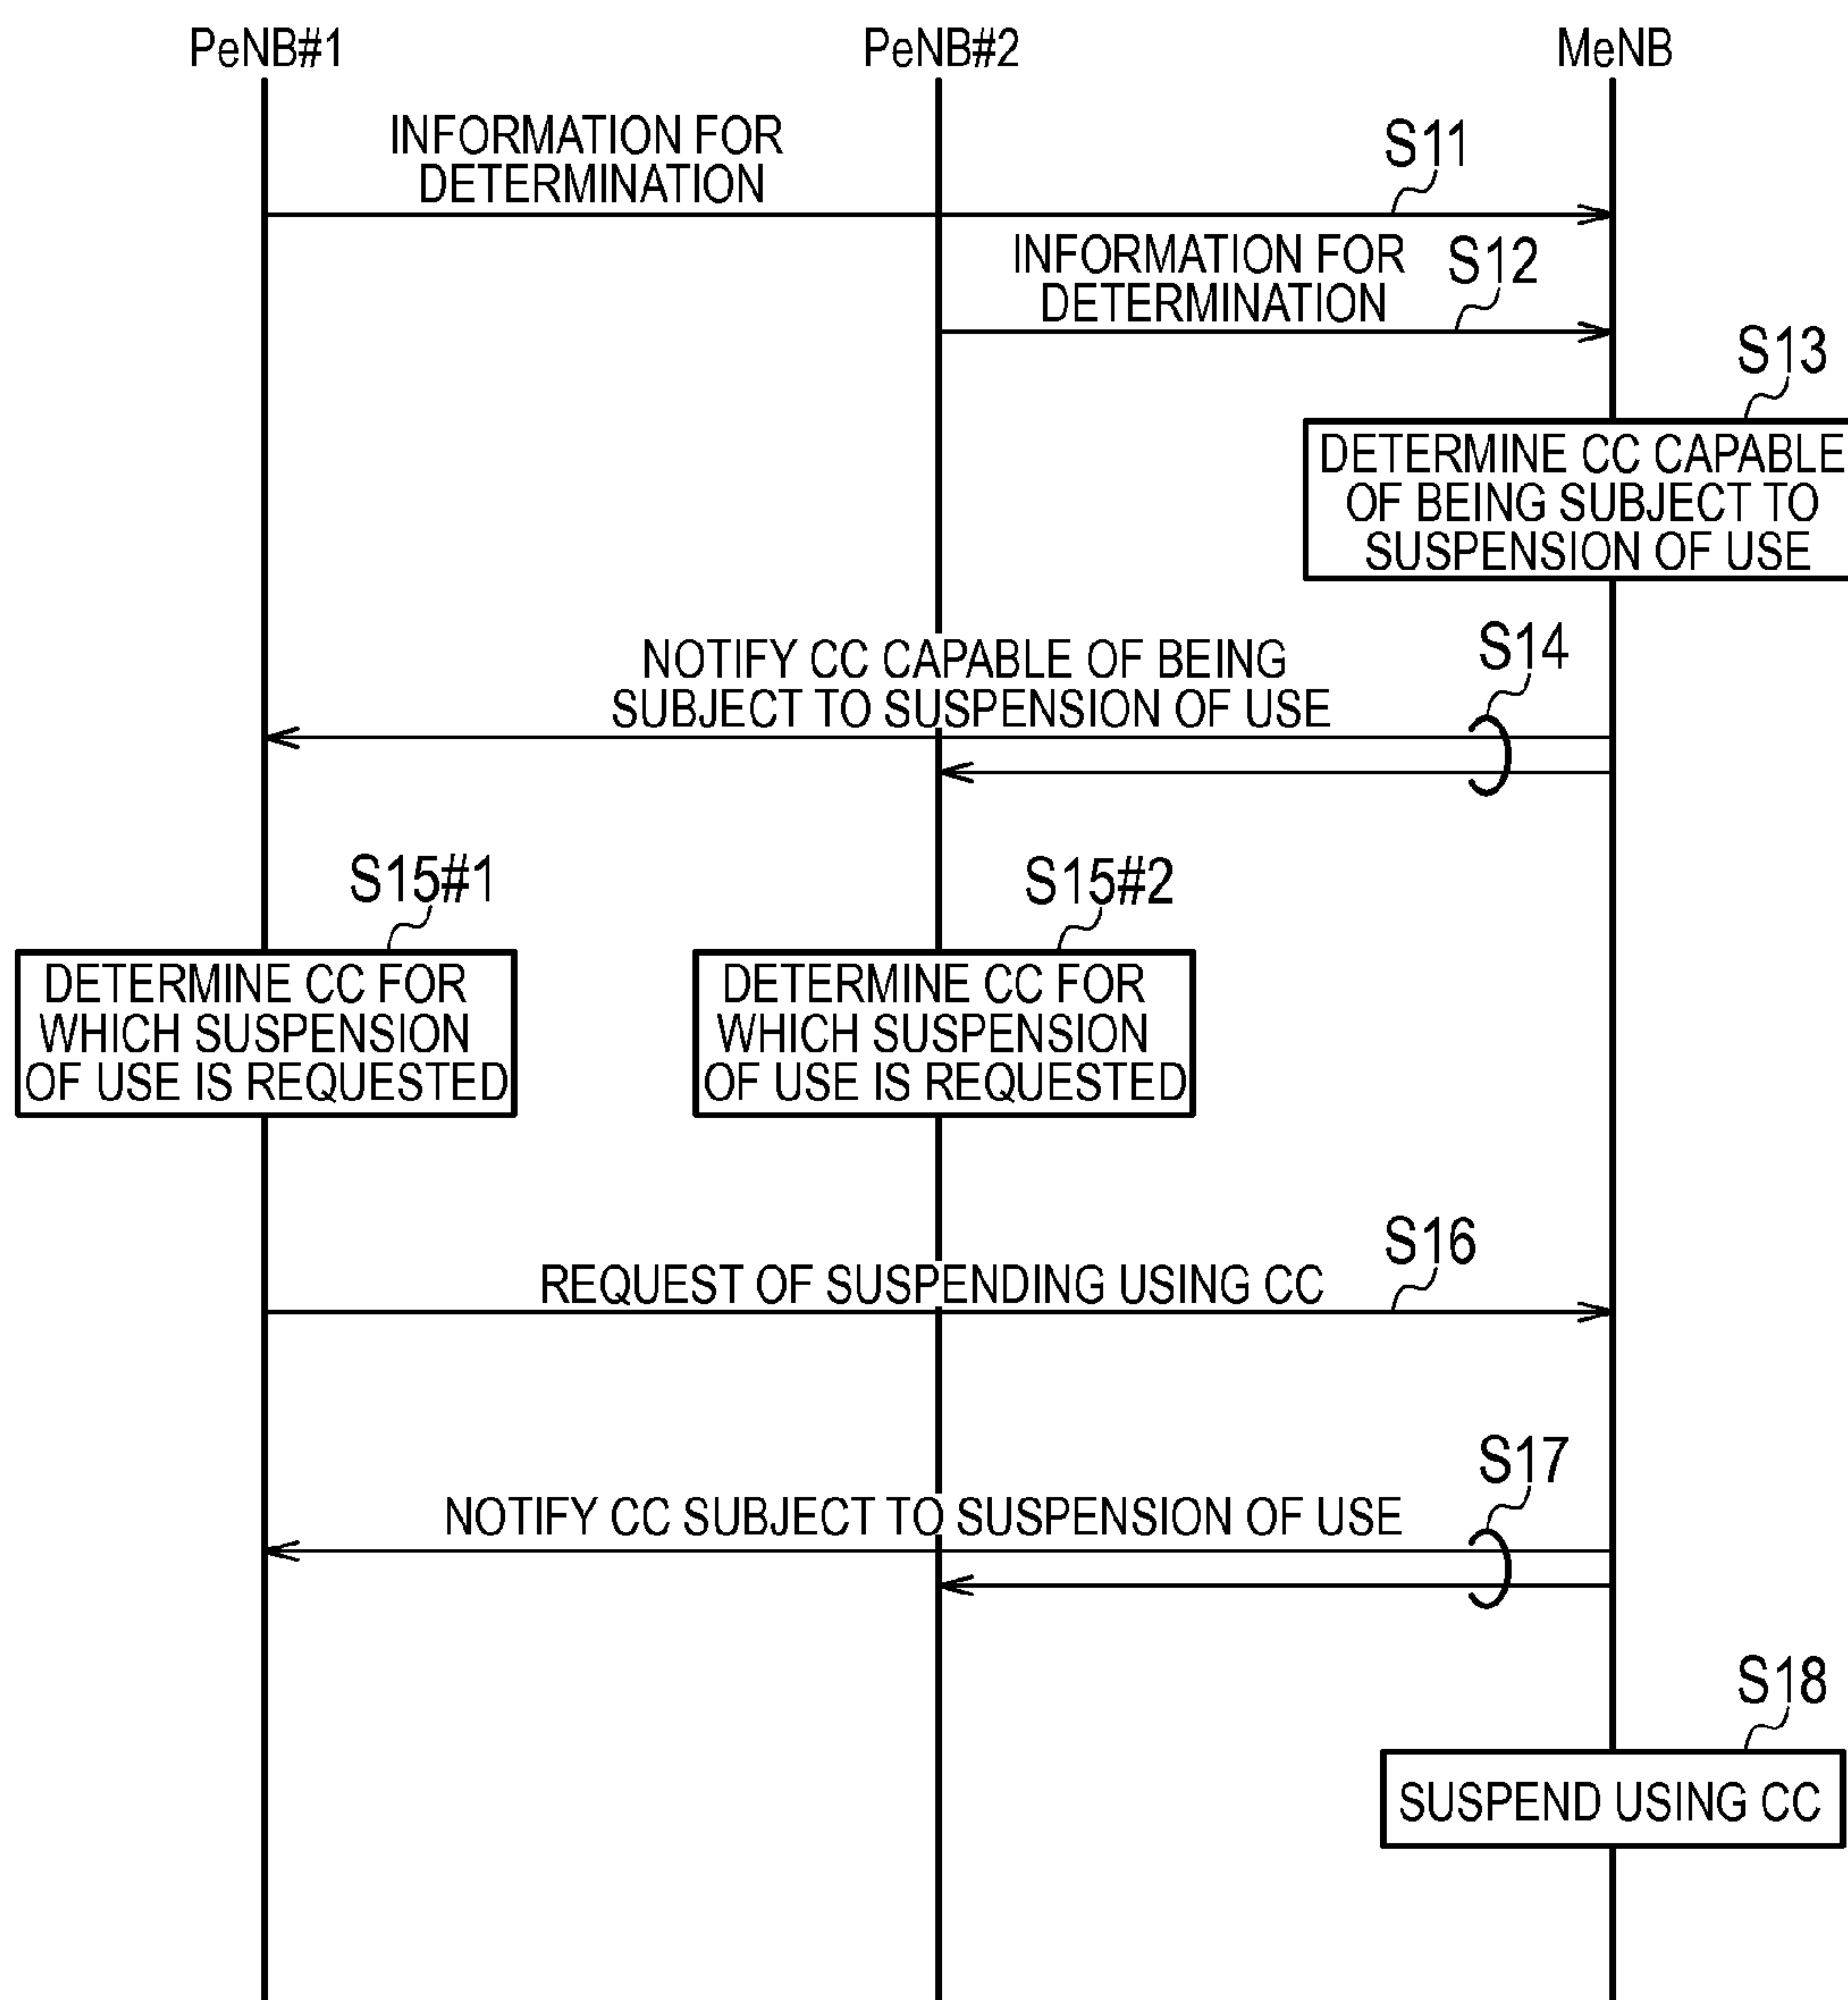 PeNB#1
PeNB#2
MeNB
INFORMATION FOR
DETERMINATION
S11
INFORMATION FOR
DETERMINATION
S12
S13
DETERMINE CC CAPABLE
OF BEING SUBJECT TO
SUSPENSION OF USE
S14
NOTIFY CC CAPABLE OF BEING
SUBJECT TO SUSPENSION OF USE
S15#1
DETERMINE CC FOR
WHICH SUSPENSION
OF USE IS REQUESTED
S15#2
DETERMINE CC FOR
WHICH SUSPENSION
OF USE IS REQUESTED
S16
REQUEST OF SUSPENDING USING CC
S17
NOTIFY CC SUBJECT TO SUSPENSION OF USE
S18
SUSPEND USING CC